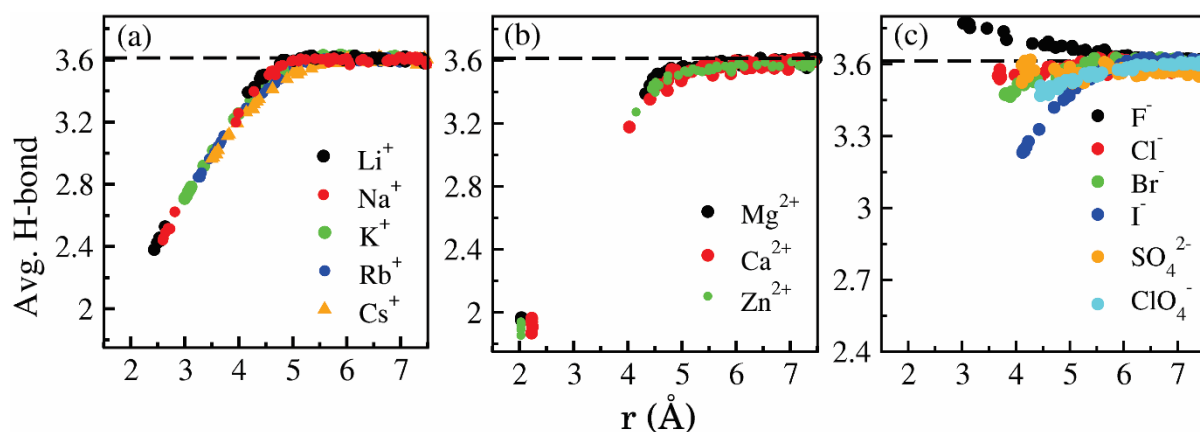 (a)
(b)
(c)
Avg. H-bond
3.6
3.2
2.8
2.4
2
3.6
3.2
2.8
2.4
2
3.6
3.3
3
2.7
2.4
Li⁺
Na⁺
K⁺
Rb⁺
Cs⁺
Mg²⁺
Ca²⁺
Zn²⁺
F⁻
Cl⁻
Br⁻
I⁻
SO₄²⁻
ClO₄⁻
2 3 4 5 6 7
2 3 4 5 6 7
2 3 4 5 6 7
r (Å)